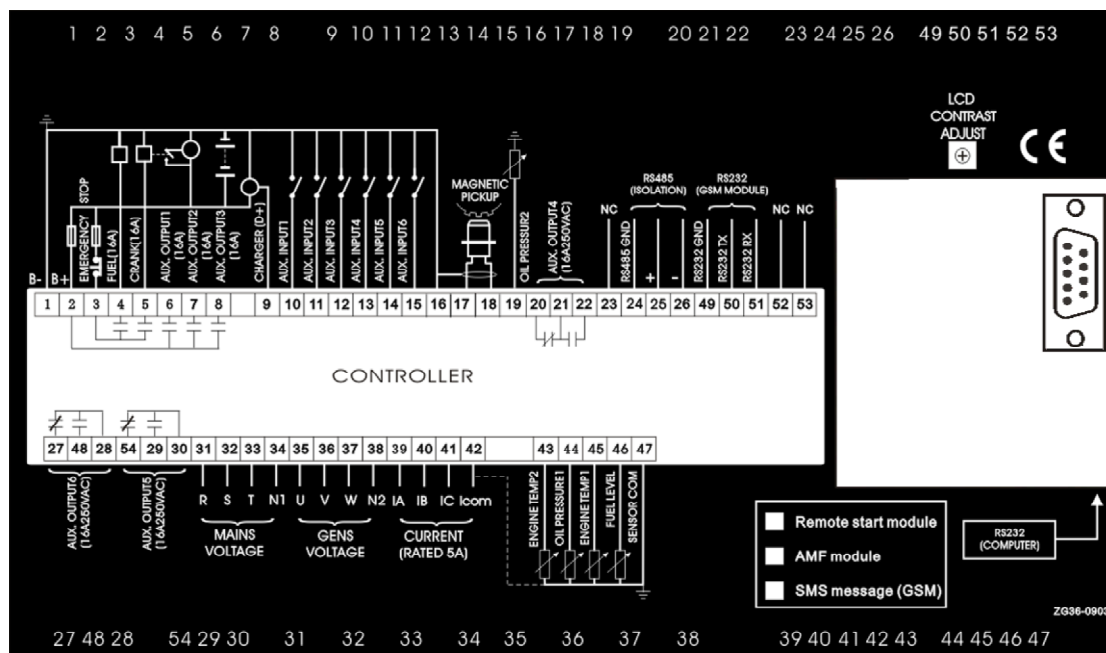 1 2 3 4 5 6 7 8 9 10 11 12 13 14 15 16 17 18 19 20 21 22 23 24 25 26 49 50 51 52 53
LCD
CONTRAST
ADJUST
CE
B-
B+
EMERGENCY STOP
FUEL(16A)
CRANK(16A)
AUX. OUTPUT1
(16A)
AUX. OUTPUT2
(16A)
AUX. OUTPUT3
(16A)
CHARGER (D+)
AUX. INPUT1
AUX. INPUT2
AUX. INPUT3
AUX. INPUT4
AUX. INPUT5
AUX. INPUT6
MAGNETIC
PICKUP
OIL PRESSUR2
AUX. OUTPUT4
(16A250VAC)
NC
RS485
(ISOLATION)
RS485 GND
+
-
RS232
(GSM MODULE)
RS232 GND
RS232 TX
RS232 RX
NC
NC
1 2 3 4 5 6 7 8 9 10 11 12 13 14 15 16 17 18 19 20 21 22 23 24 25 26 49 50 51 52 53
CONTROLLER
27 48 28 54 29 30 31 32 33 34 35 36 37 38 39 40 41 42 43 44 45 46 47
AUX. OUTPUT6
(16A250VAC)
AUX. OUTPUT5
(16A250VAC)
R S T N1 U V W N2 IA IB IC Icom
MAINS
VOLTAGE
GENS
VOLTAGE
CURRENT
(RATED 5A)
ENGINE TEMP2
OIL PRESSURE1
ENGINE TEMP1
FUEL LEVEL
SENSOR COM
Remote start module
AMF module
SMS message (GSM)
RS232
(COMPUTER)
ZG36-0903
27 48 28 54 29 30 31 32 33 34 35 36 37 38 39 40 41 42 43 44 45 46 47